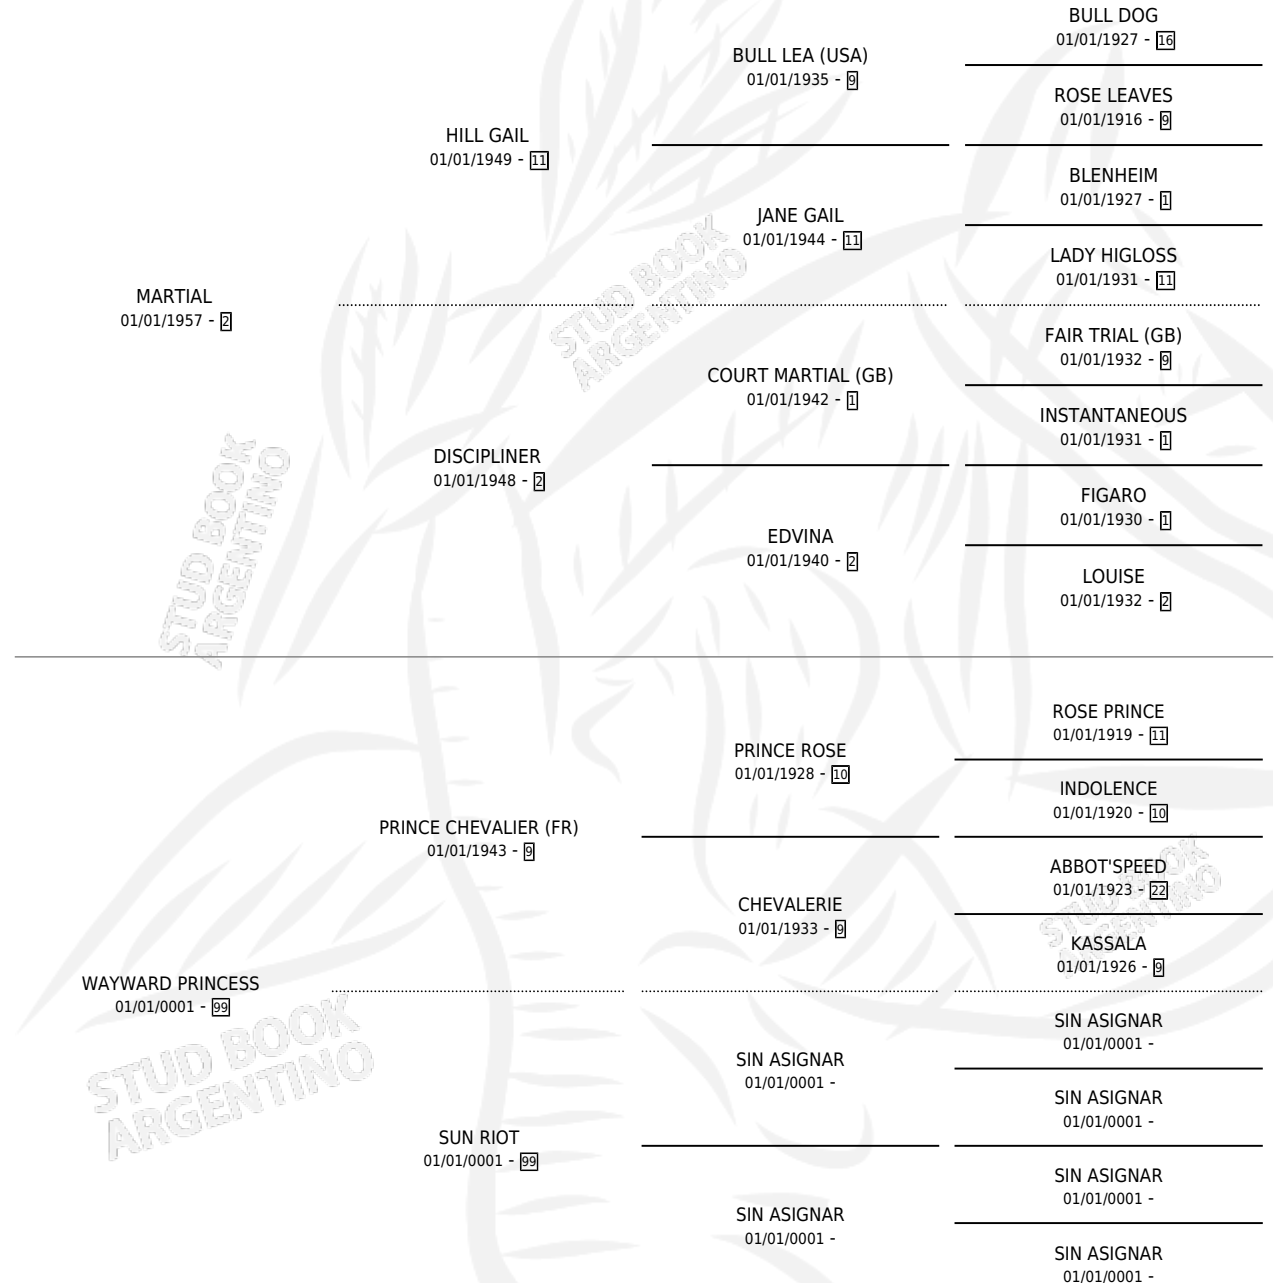 BULL DOG
01/01/1927 - 16
BULL LEA (USA)
01/01/1935 - 9
ROSE LEAVES
01/01/1916 - 9
HILL GAIL
01/01/1949 - 11
BLENHEIM
01/01/1927 - 1
JANE GAIL
01/01/1944 - 11
LADY HIGLOSS
01/01/1931 - 11
MARTIAL
01/01/1957 - 2
STUD BOOK
ARGENTINO
FAIR TRIAL (GB)
01/01/1932 - 9
COURT MARTIAL (GB)
01/01/1942 - 1
INSTANTANEOUS
01/01/1931 - 1
DISCIPLINER
01/01/1948 - 2
FIGARO
01/01/1930 - 1
EDVINA
01/01/1940 - 2
LOUISE
01/01/1932 - 2
STUD BOOK
ARGENTINO
ROSE PRINCE
01/01/1919 - 11
PRINCE ROSE
01/01/1928 - 10
INDOLENCE
01/01/1920 - 10
PRINCE CHEVALIER (FR)
01/01/1943 - 9
ABBOT'SPEED
01/01/1923 - 22
CHEVALERIE
01/01/1933 - 9
KASSALA
01/01/1926 - 9
STUD BOOK
ARGENTINO
WAYWARD PRINCESS
01/01/0001 - 99
SIN ASIGNAR
01/01/0001 -
SIN ASIGNAR
01/01/0001 -
SIN ASIGNAR
01/01/0001 -
STUD BOOK
ARGENTINO
SUN RIOT
01/01/0001 - 99
SIN ASIGNAR
01/01/0001 -
SIN ASIGNAR
01/01/0001 -
SIN ASIGNAR
01/01/0001 -